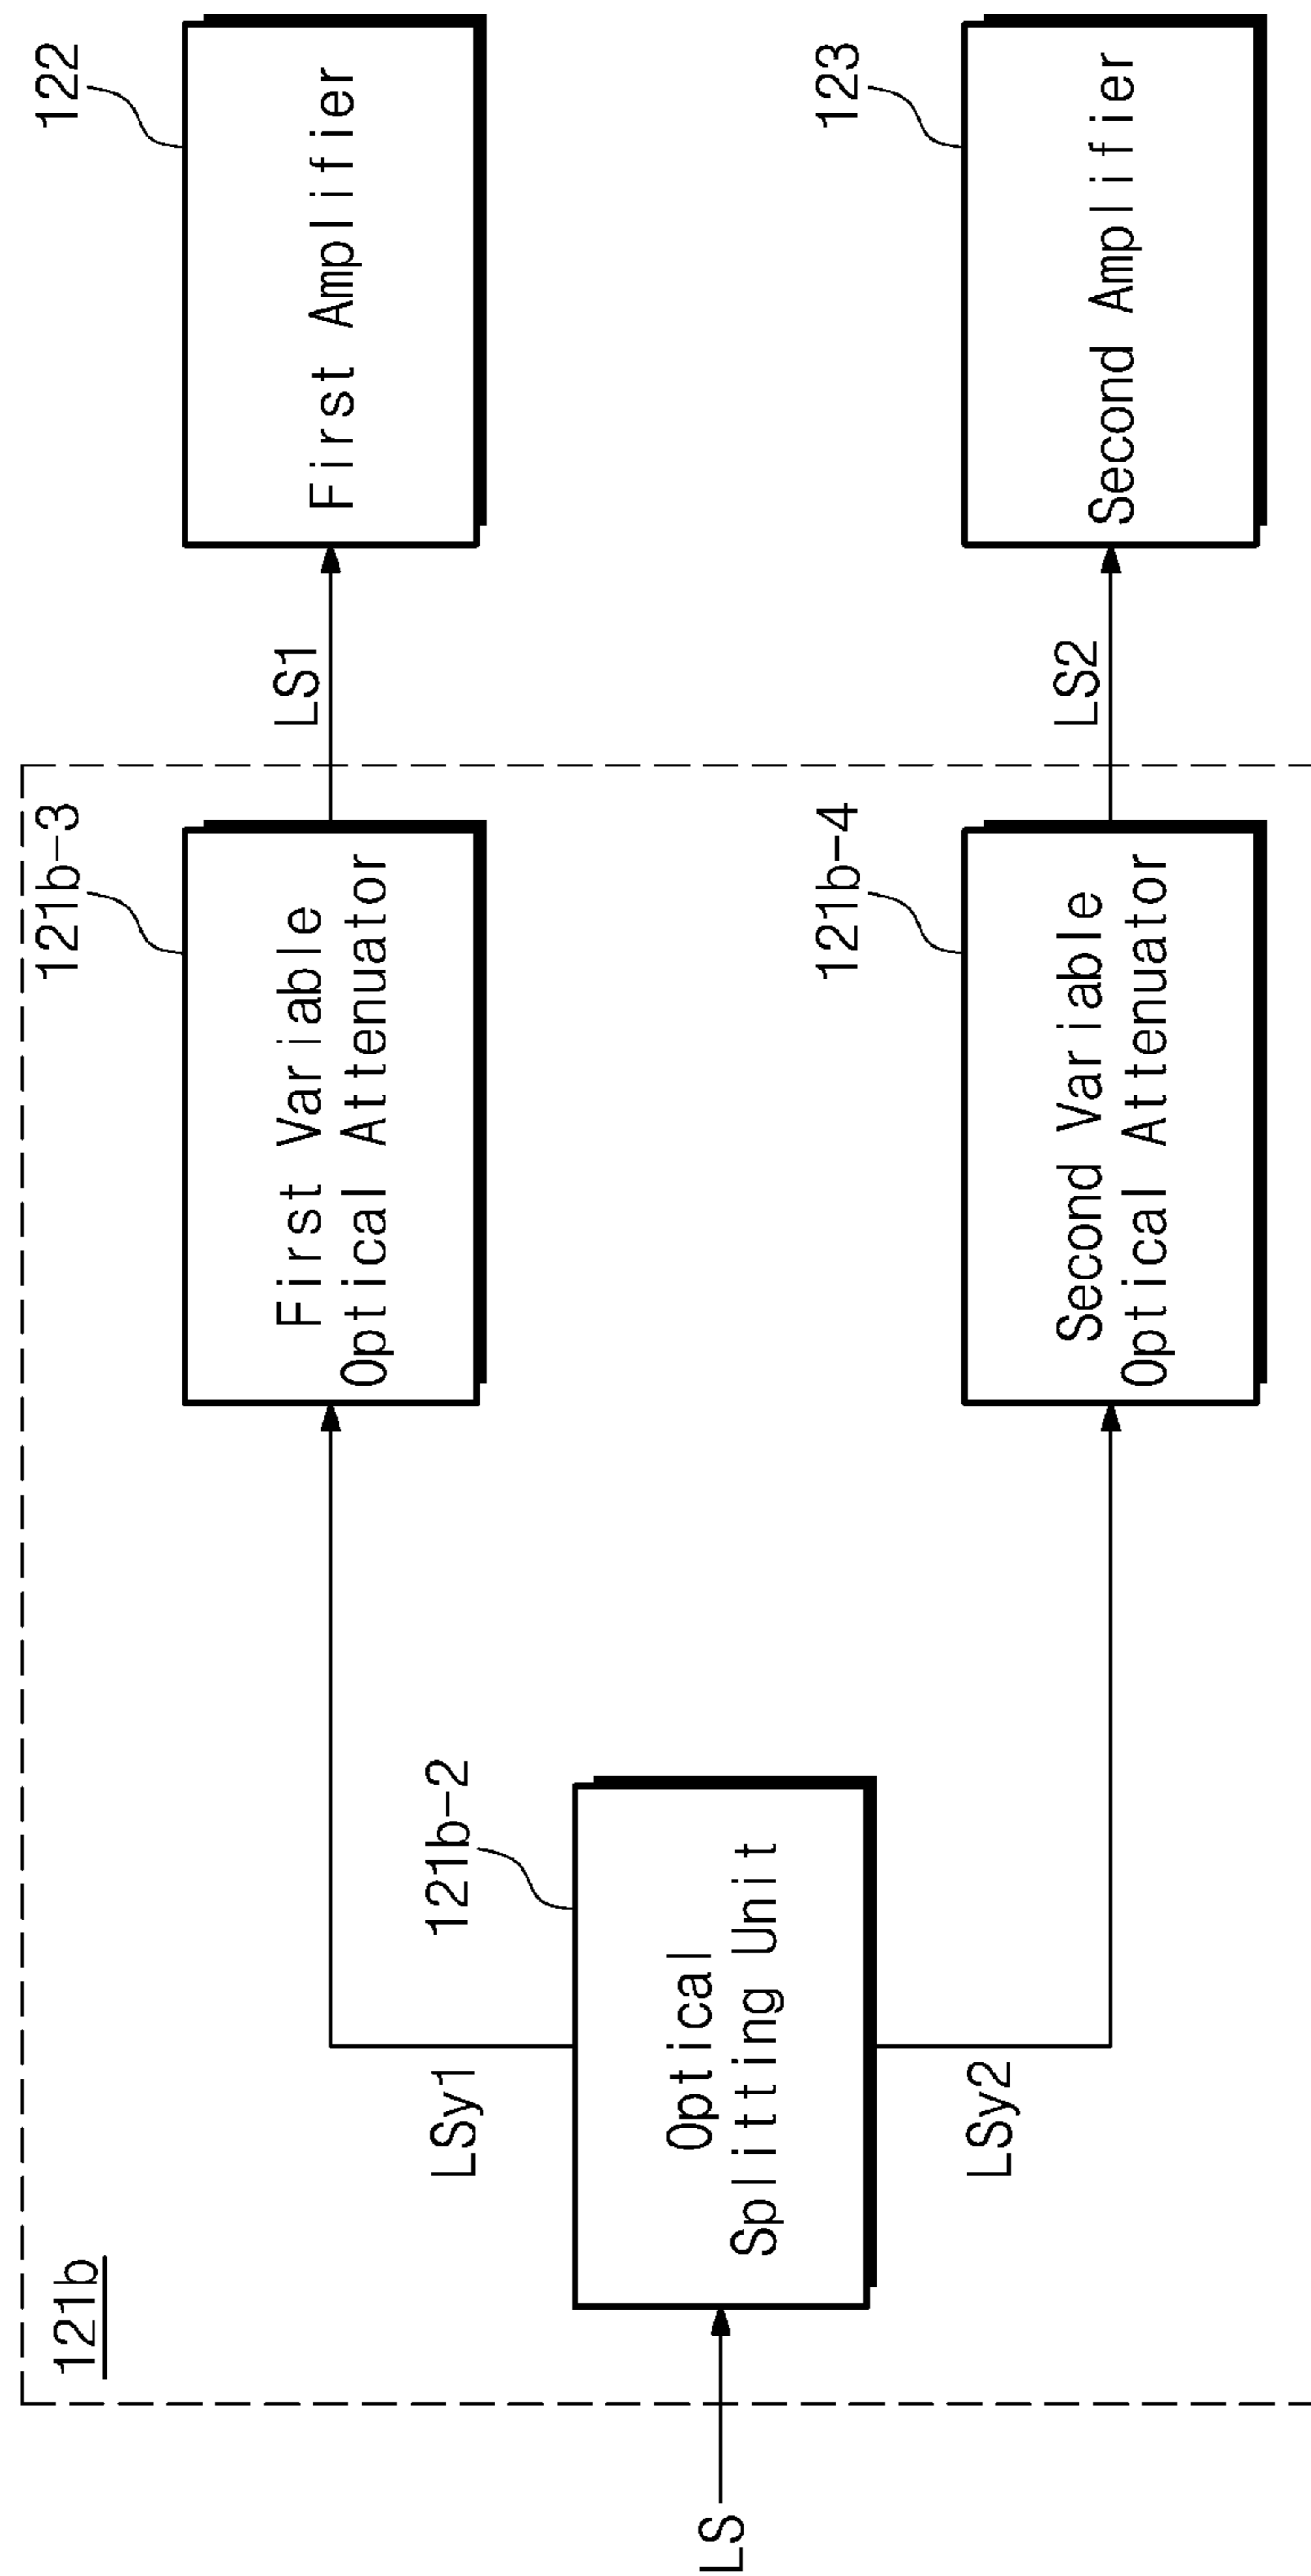 121b
LS
121b-2
Optical
Splitting Unit
LSy1
LSy2
121b-3
First Variable
Optical Attenuator
121b-4
Second Variable
Optical Attenuator
LS1
LS2
122
First Amplifier
123
Second Amplifier